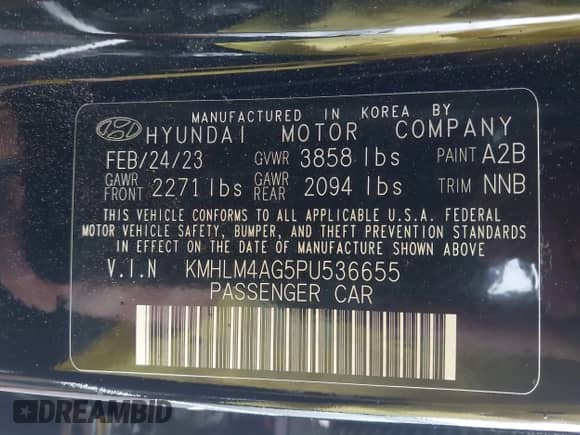 MANUFACTURED IN KOREA BY
HYUNDAI MOTOR COMPANY
FEB/24/23 GVWR 3858 lbs PAINT A2B
GAWR FRONT 2271 lbs GAWR REAR 2094 lbs TRIM NNB
THIS VEHICLE CONFORMS TO ALL APPLICABLE U.S.A. FEDERAL
MOTOR VEHICLE SAFETY, BUMPER, AND THEFT PREVENTION STANDARDS
IN EFFECT ON THE DATE OF MANUFACTURE SHOWN ABOVE
V.I.N KMHLM4AG5PU536655
PASSENGER CAR
DREAMBID